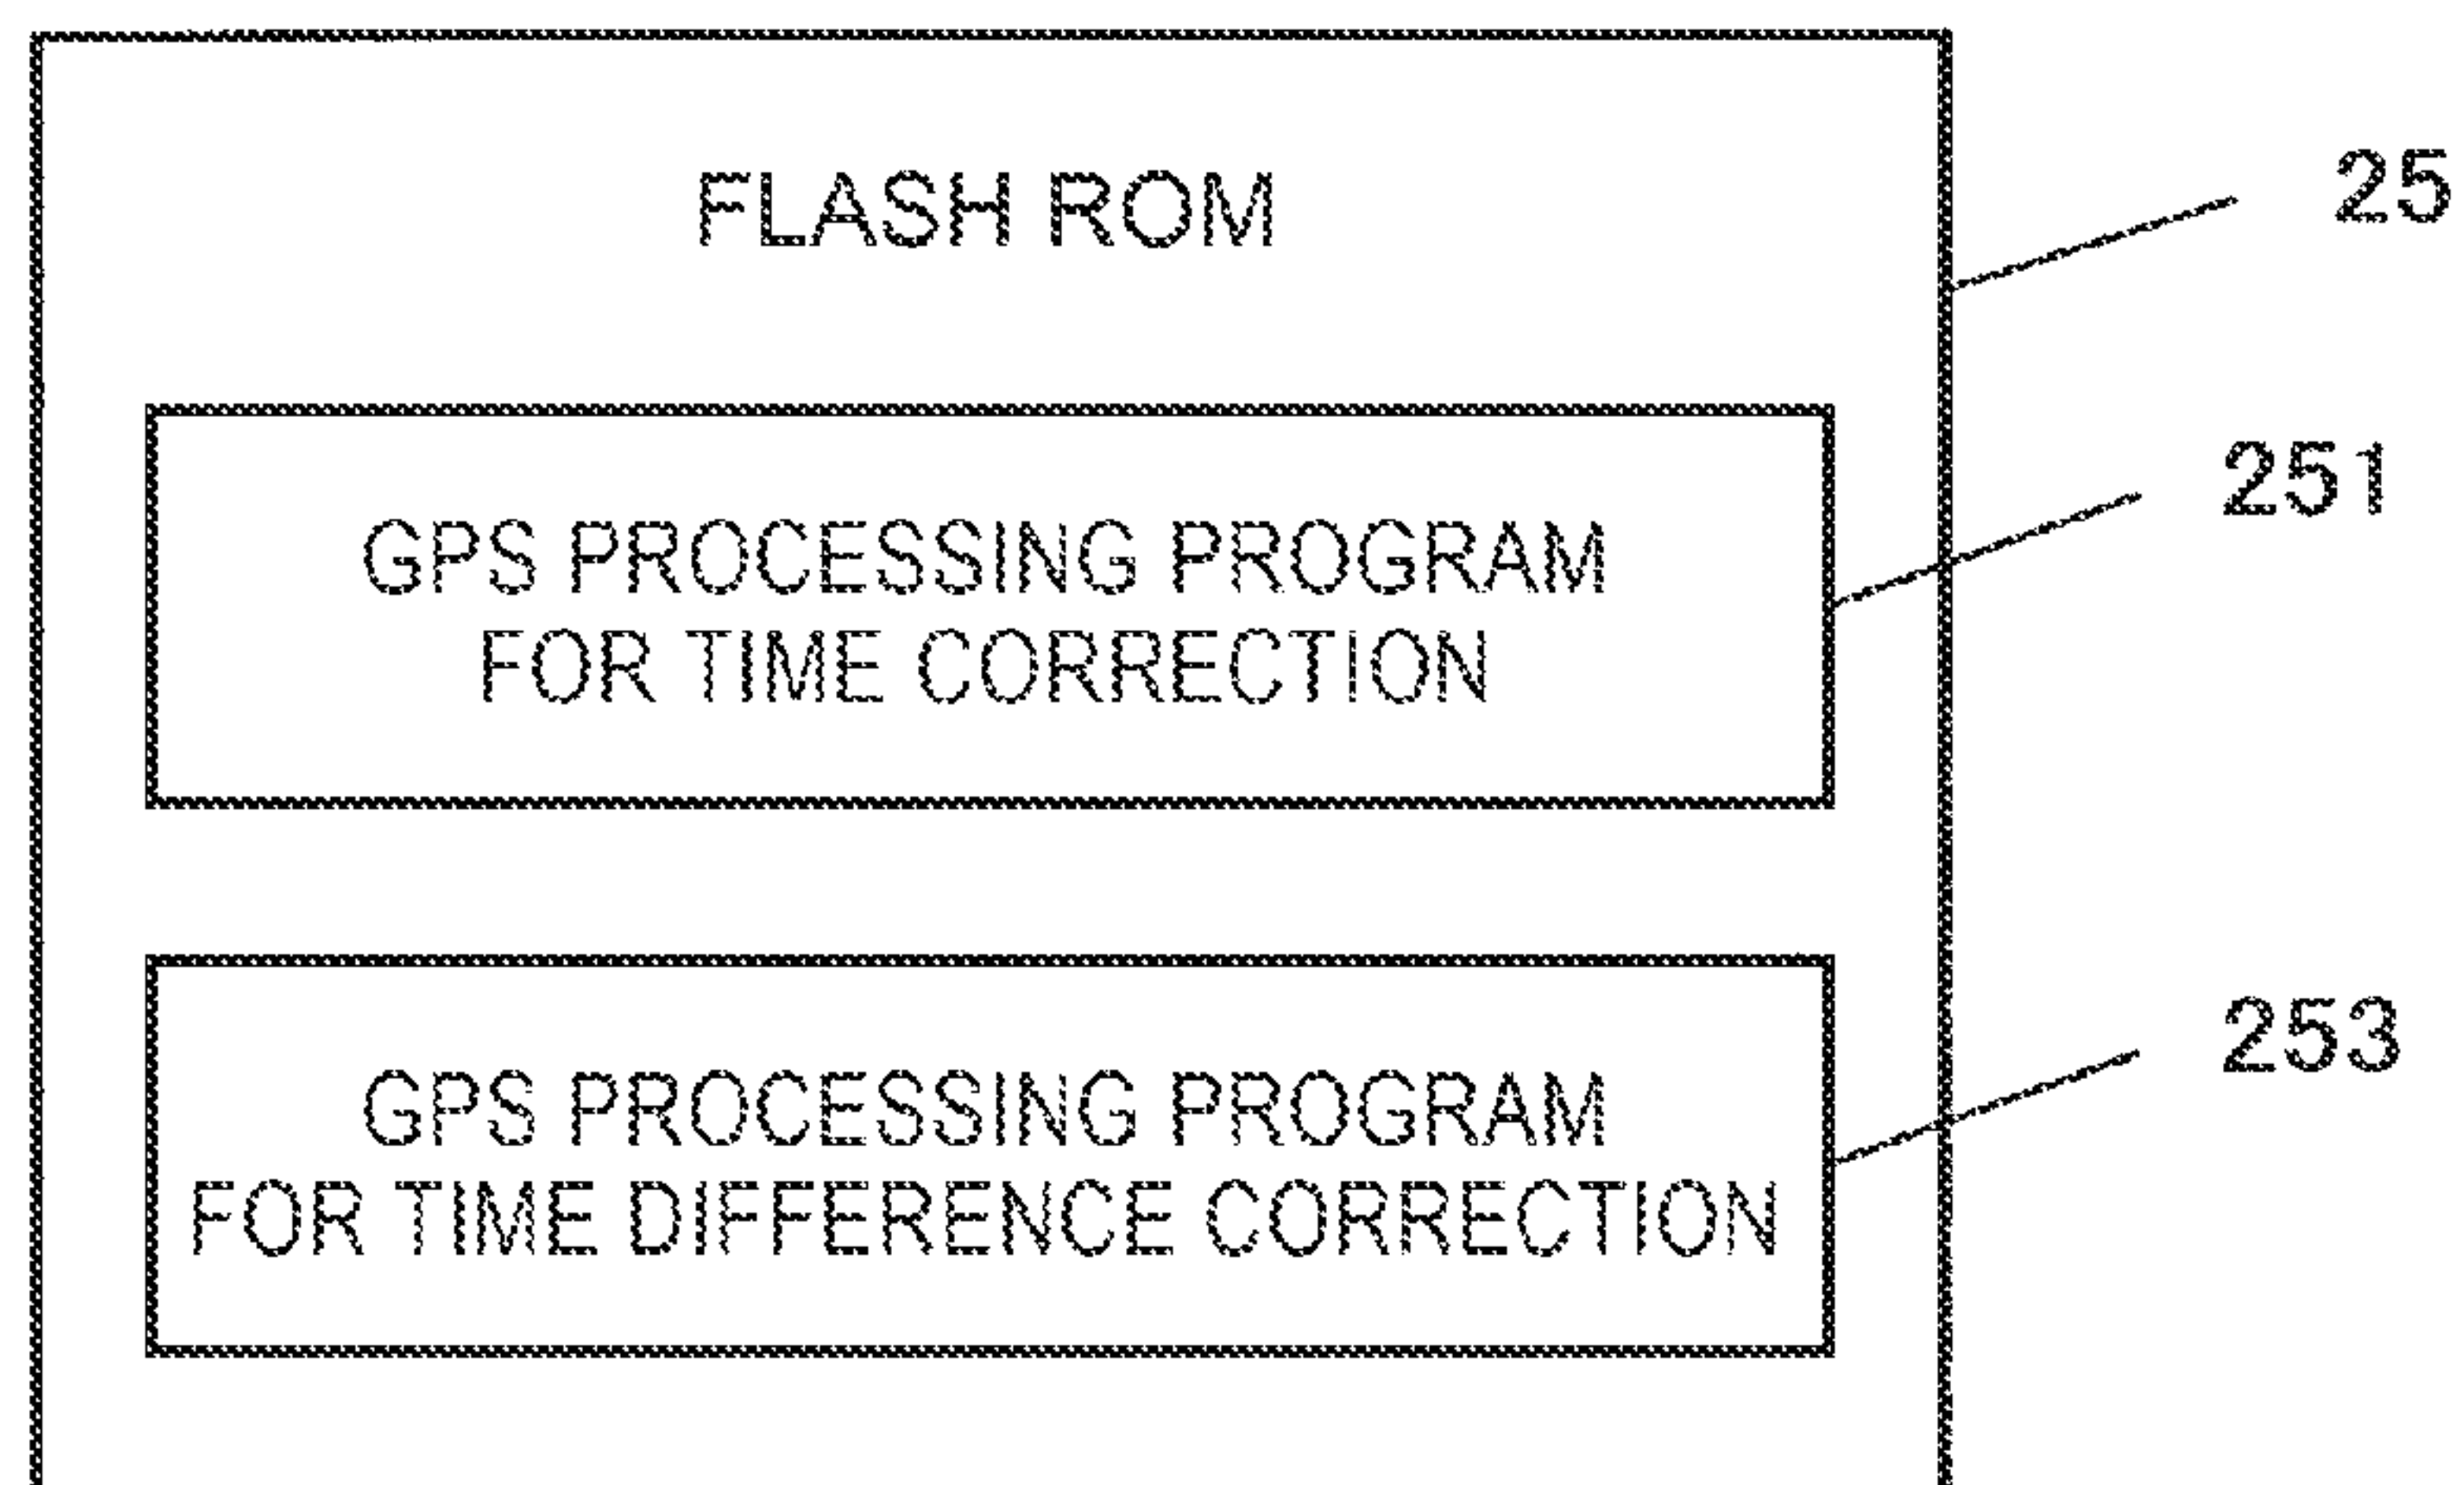 FLASH ROM
25
GPS PROCESSING PROGRAM
FOR TIME CORRECTION
251
GPS PROCESSING PROGRAM
FOR TIME DIFFERENCE CORRECTION
253